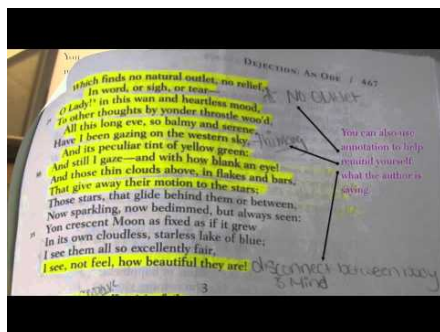 You
DEJECTION: AN ODE / 467
Which finds no natural outlet, no relief,
In word, or sigh, or tear—
O Lady! in this wan and heartless mood,
To other thoughts by yonder throstle woo'd,
All this long eve, so balmy and serene,
Have I been gazing on the western sky,
And its peculiar tint of yellow green:
And still I gaze—and with how blank an eye!
And those thin clouds above, in flakes and bars,
That give away their motion to the stars;
Those stars, that glide behind them or between,
Now sparkling, now bedimmed, but always seen:
Yon crescent Moon as fixed as if it grew
In its own cloudless, starless lake of blue;
I see them all so excellently fair,
I see, not feel, how beautiful they are!
3
No outlet
Thinking
You can also use
annotation to help
remind yourself
what the author is
saying.
disconnect between body
& Mind